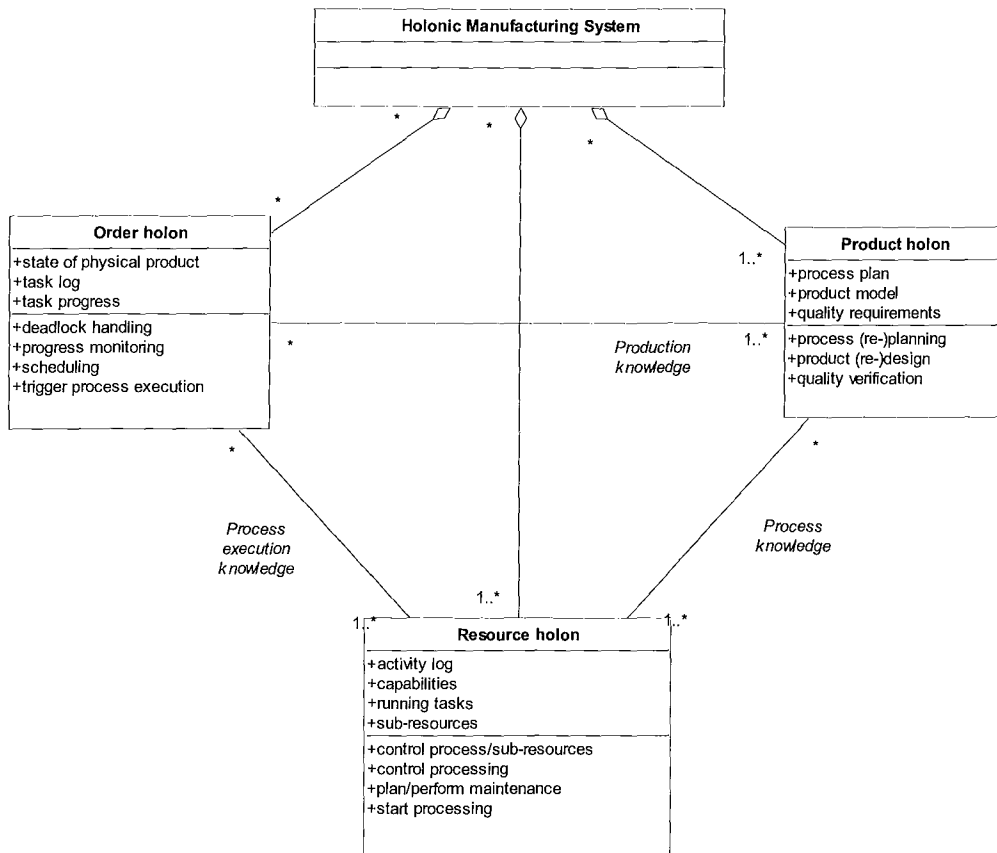 Holonic Manufacturing System
*
*
*
*
1..*
Order holon
+state of physical product
+task log
+task progress
+deadlock handling
+progress monitoring
+scheduling
+trigger process execution
Product holon
+process plan
+product model
+quality requirements
+process (re-)planning
+product (re-)design
+quality verification
*
1..*
Production
knowledge
*
*
Process
execution
knowledge
Process
knowledge
1..*
1..*
1..*
Resource holon
+activity log
+capabilities
+running tasks
+sub-resources
+control process/sub-resources
+control processing
+plan/perform maintenance
+start processing